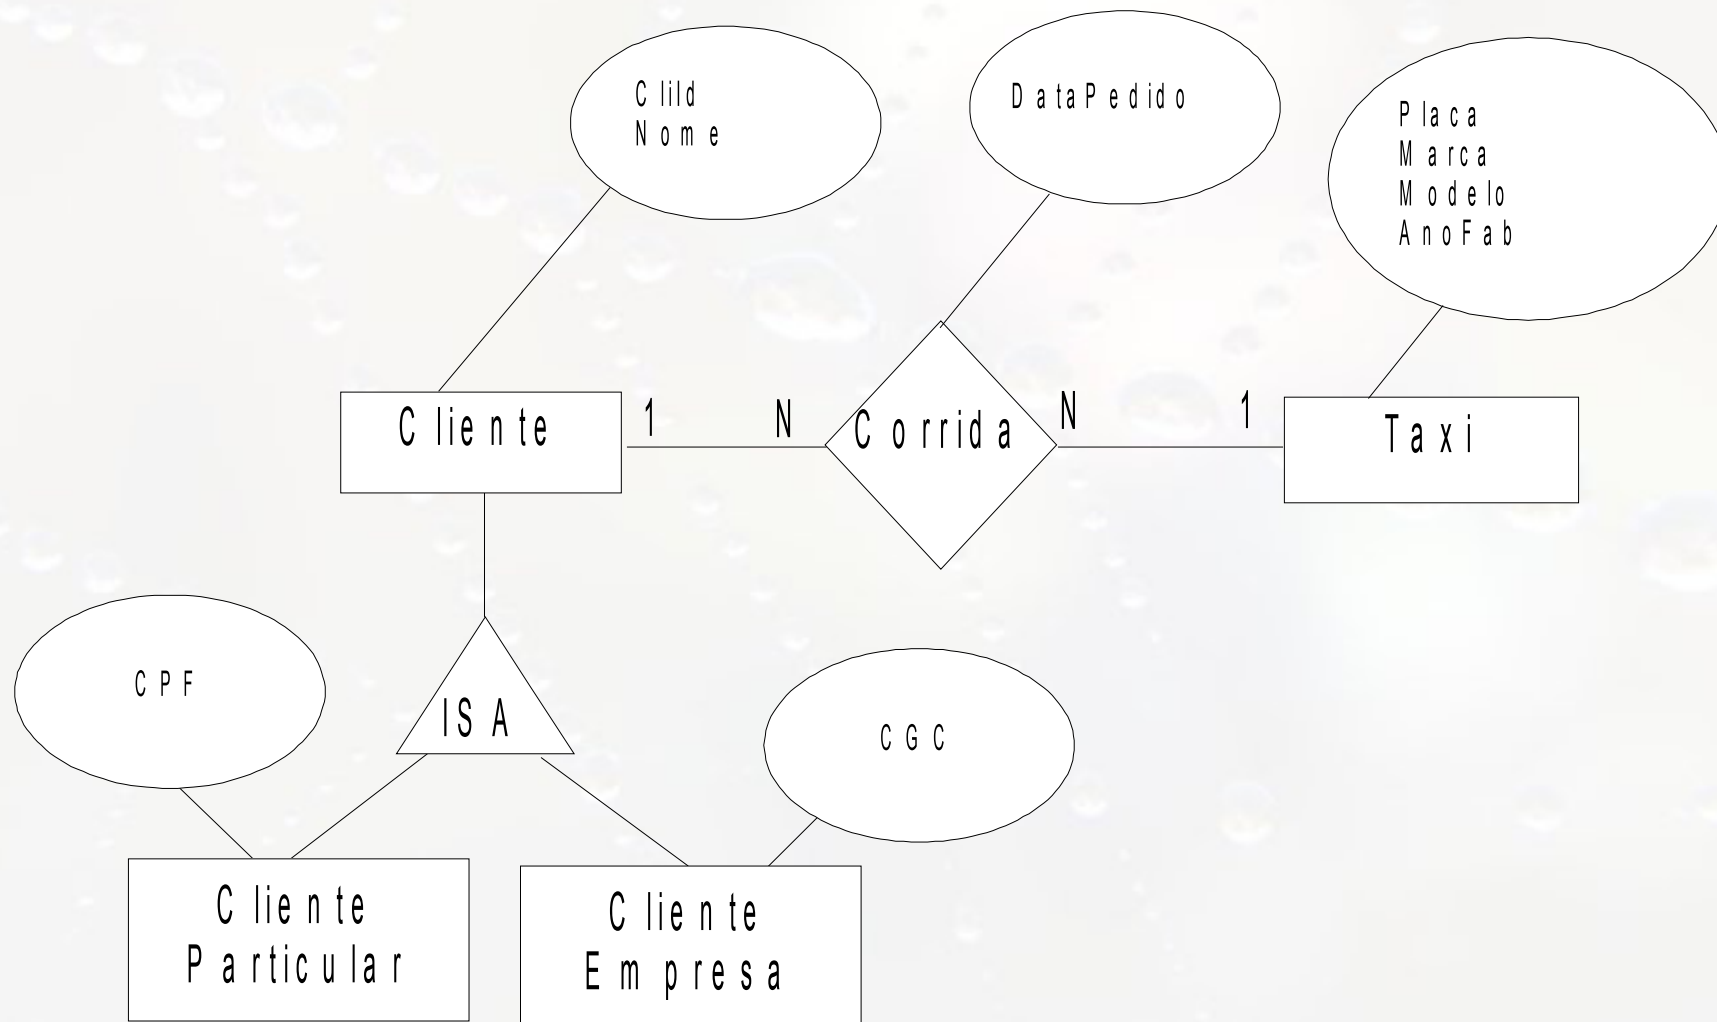 CliId
Nome
DataPedido
Placa
Marca
Modelo
AnoFab
Cliente
1
N
Corrida
N
1
Taxi
CPF
ISA
CGC
Cliente
Particular
Cliente
Empresa